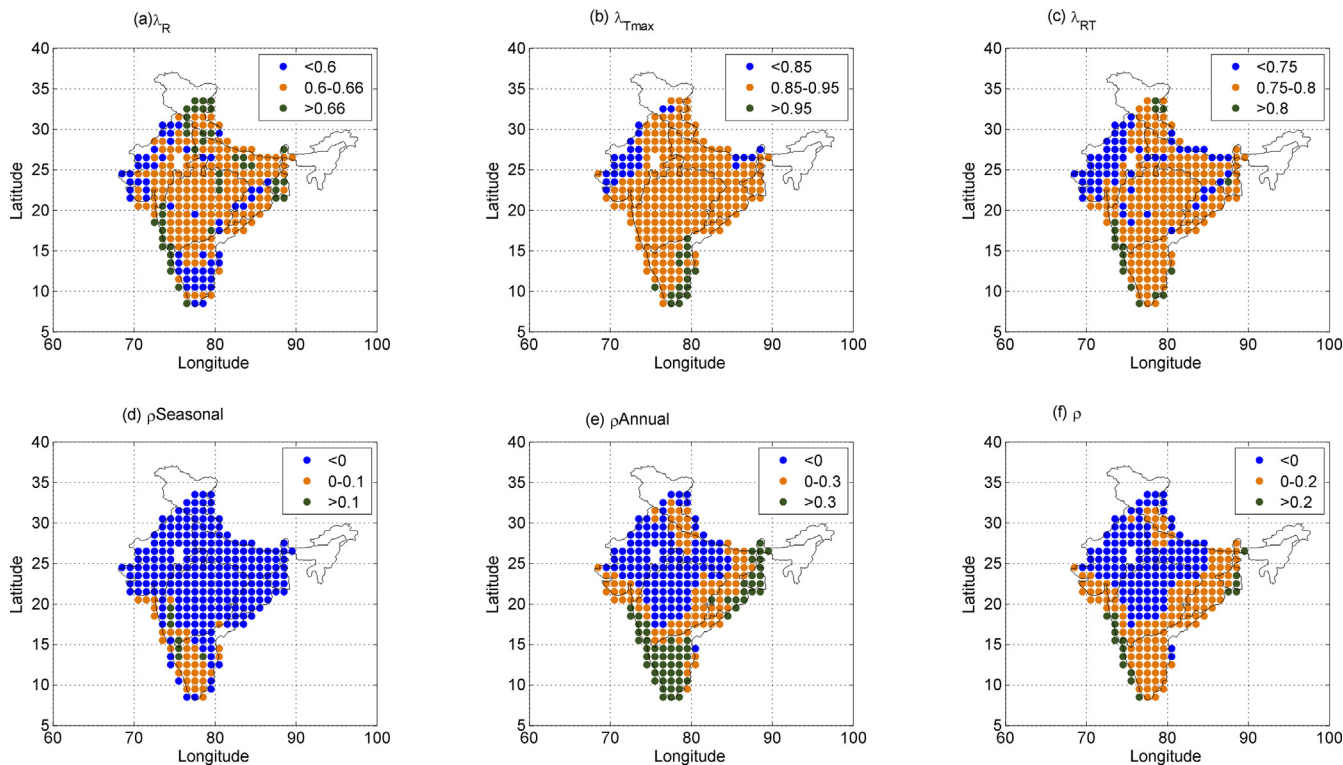 (a)λR
40
35
30
25
20
15
10
5
60 70 80 90 100
Latitude
Longitude
<0.6
0.6-0.66
>0.66
(b) λTmax
40
35
30
25
20
15
10
5
60 70 80 90 100
Latitude
Longitude
<0.85
0.85-0.95
>0.95
(c) λRT
40
35
30
25
20
15
10
5
60 70 80 90 100
Latitude
Longitude
<0.75
0.75-0.8
>0.8
(d) ρSeasonal
40
35
30
25
20
15
10
5
60 70 80 90 100
Latitude
Longitude
<0
0-0.1
>0.1
(e) ρAnnual
40
35
30
25
20
15
10
5
60 70 80 90 100
Latitude
Longitude
<0
0-0.3
>0.3
(f) ρ
40
35
30
25
20
15
10
5
60 70 80 90 100
Latitude
Longitude
<0
0-0.2
>0.2